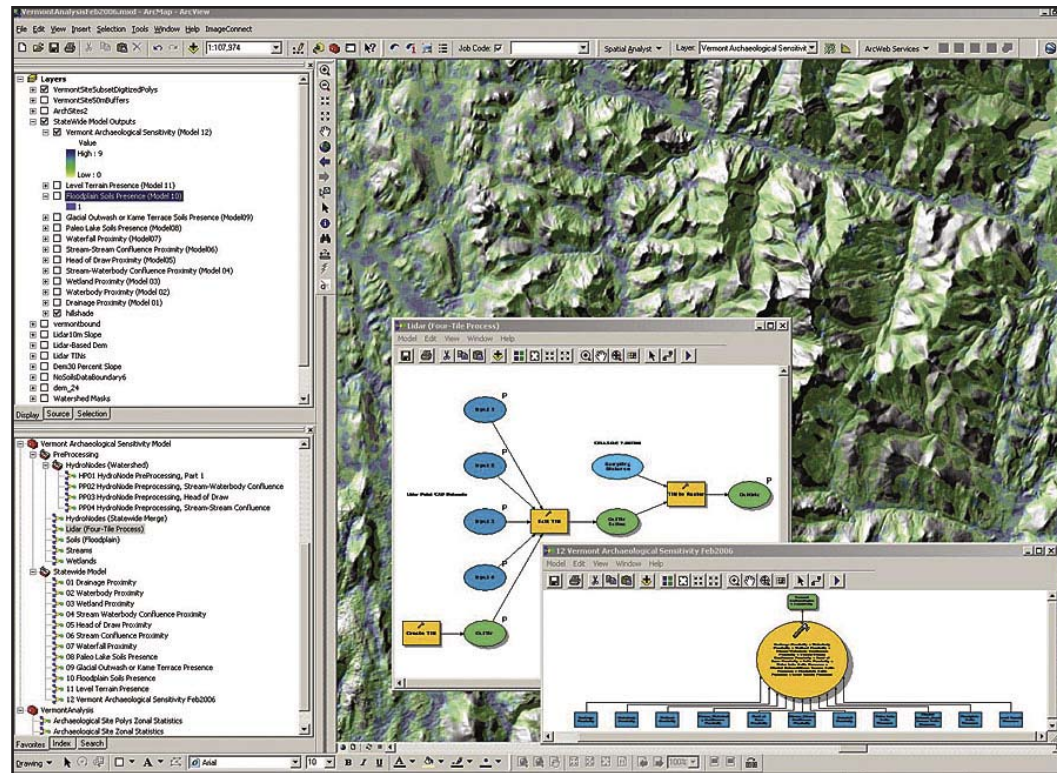 VermontAnalysisFeb2006.mxd - ArcMap - ArcView
File Edit View Insert Selection Tools Window Help ImageConnect
1:107,974 Job Code: Spatial Analyst Layer: Vermont Archaeological Sensitivit ArcWeb Services
Layers
VermontSiteSubsetDigitizedPolys
VermontSite50mBuffers
ArchSites2
StateWide Model Outputs
Vermont Archaeological Sensitivity (Model 12)
Value
High : 9
Low : 0
Level Terrain Presence (Model 11)
Floodplain Soils Presence (Model 10)
1
Glacial Outwash or Kame Terrace Soils Presence (Model09)
Paleo Lake Soils Presence (Model08)
Waterfall Proximity (Model07)
Stream-Stream Confluence Proximity (Model06)
Head of Draw Proximity (Model05)
Stream-Waterbody Confluence Proximity (Model 04)
Wetland Proximity (Model 03)
Waterbody Proximity (Model 02)
Drainage Proximity (Model 01)
hillshade
vermontbound
Lidar10m Slope
Lidar-Based Dem
Lidar TINs
Dem30 Percent Slope
NoSoilsDataBoundary6
dem_24
Watershed Masks
Display Source Selection
Vermont Archaeological Sensitivity Model
PreProcessing
HydroNodes (Watershed)
HP01 HydroNode PreProcessing, Part 1
PP02 HydroNode Preprocessing, Stream-Waterbody Confluence
PP03 HydroNode Preprocessing, Head of Draw
PP04 HydroNode Preprocessing, Stream-Stream Confluence
HydroNodes (Statewide Merge)
Lidar (Four-Tile Process)
Soils (Floodplain)
Streams
Wetlands
Statewide Model
01 Drainage Proximity
02 Waterbody Proximity
03 Wetland Proximity
04 Stream Waterbody Confluence Proximity
05 Head of Draw Proximity
06 Stream Confluence Proximity
07 Waterfall Proximity
08 Paleo Lake Soils Presence
09 Glacial Outwash or Kame Terrace Presence
10 Floodplain Soils Presence
11 Level Terrain Presence
12 Vermont Archaeological Sensitivity Feb2006
VermontAnalysis
Archaeological Site Polys Zonal Statistics
Archaeological Site Zonal Statistics
Favorites Index Search
Lidar (Four-Tile Process)
Model Edit View Window Help
P
Input 1
P
P
P
Edit TIN
TIN to Raster
P
Create TIN
P
12 Vermont Archaeological Sensitivity Feb2006
Model Edit View Window Help
Drawing A Arial 10 B I U A 100%